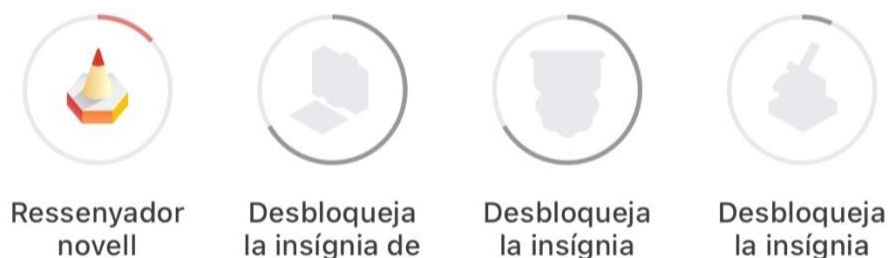 Ressenyador
novell
Desbloqueja
la insígnia de
Desbloqueja
la insígnia
Desbloqueja
la insígnia